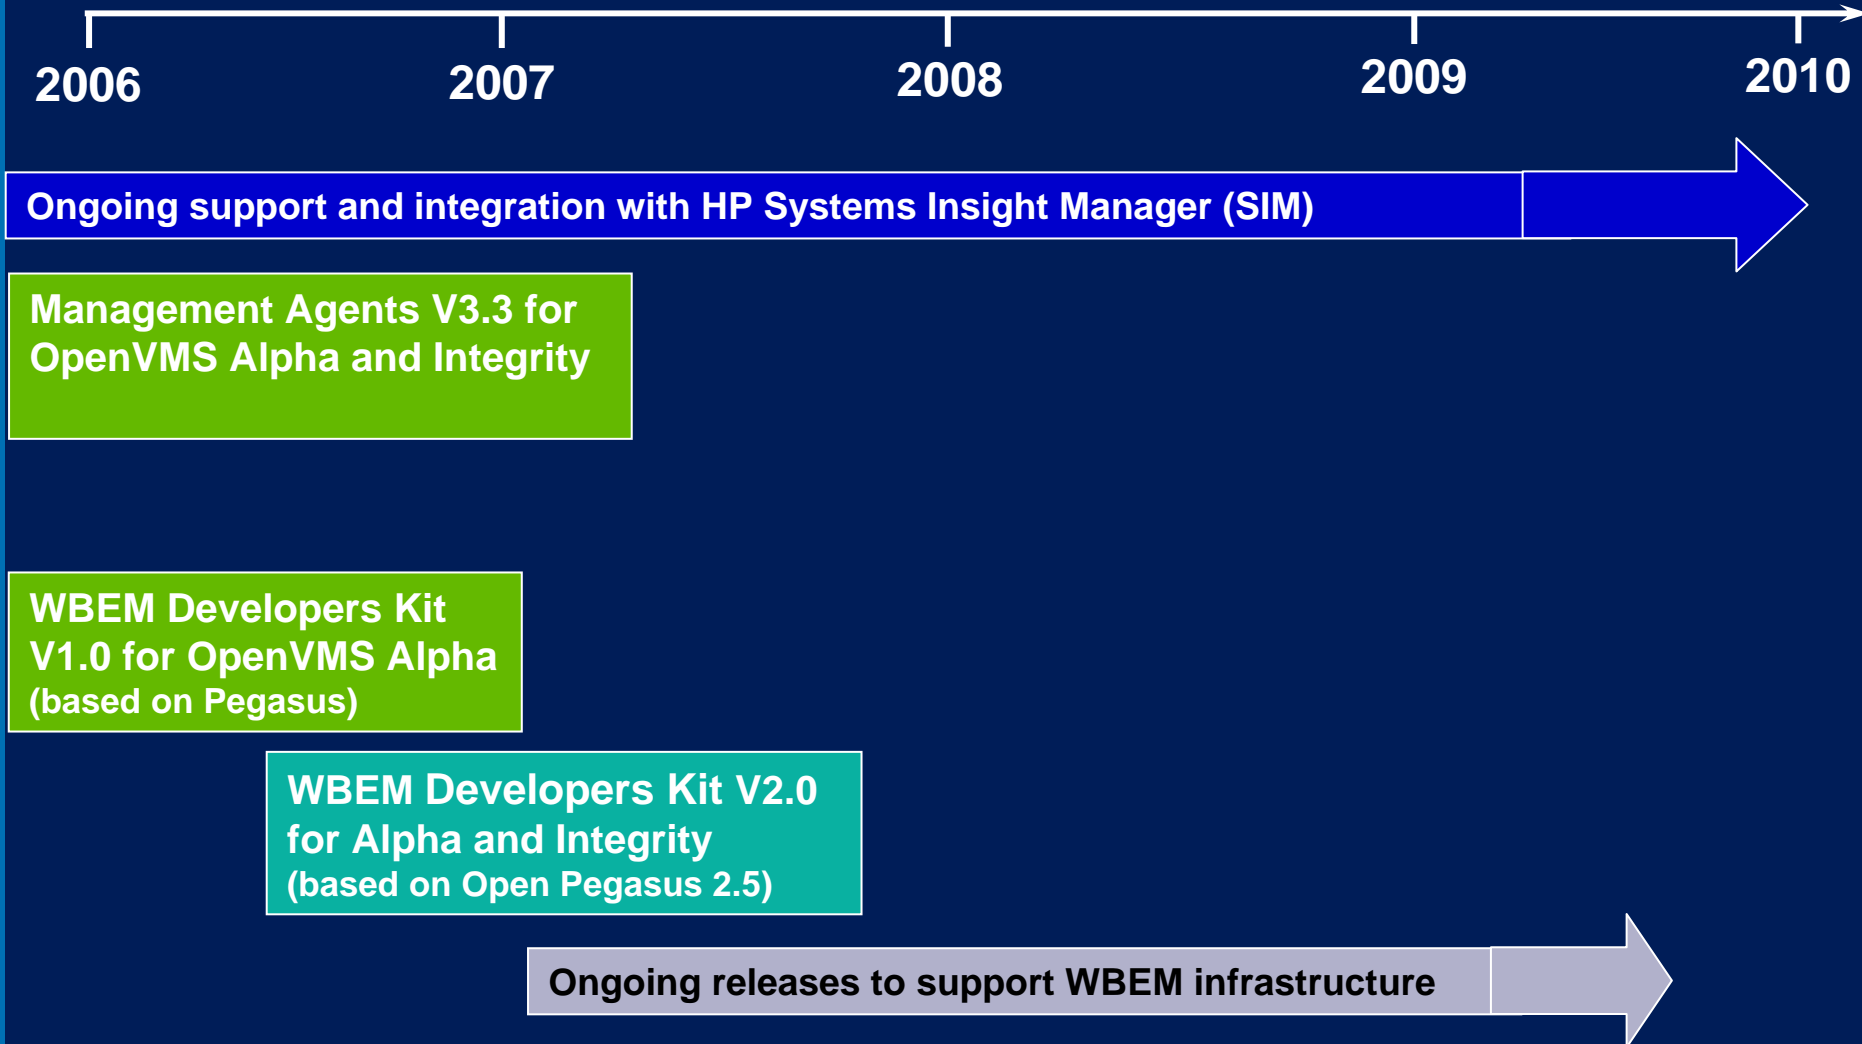 2006 2007 2008 2009 2010
Ongoing support and integration with HP Systems Insight Manager (SIM)
Management Agents V3.3 for
OpenVMS Alpha and Integrity
WBEM Developers Kit
V1.0 for OpenVMS Alpha
(based on Pegasus)
WBEM Developers Kit V2.0
for Alpha and Integrity
(based on Open Pegasus 2.5)
Ongoing releases to support WBEM infrastructure